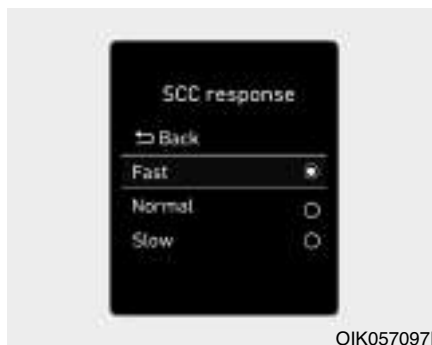 SCC response
Back
Fast
Normal
Slow
OIK057097